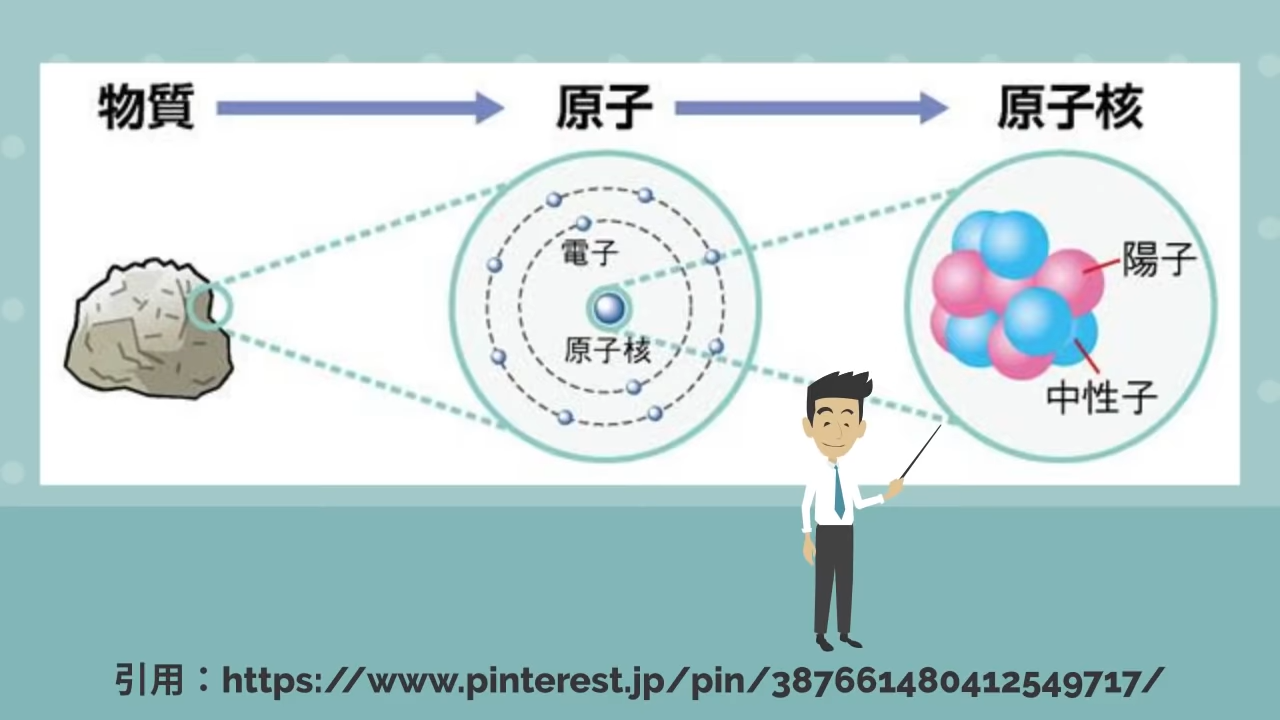 物質 原子 原子核
電子
陽子
原子核
中性子
引用：https://www.pinterest.jp/pin/387661480412549717/